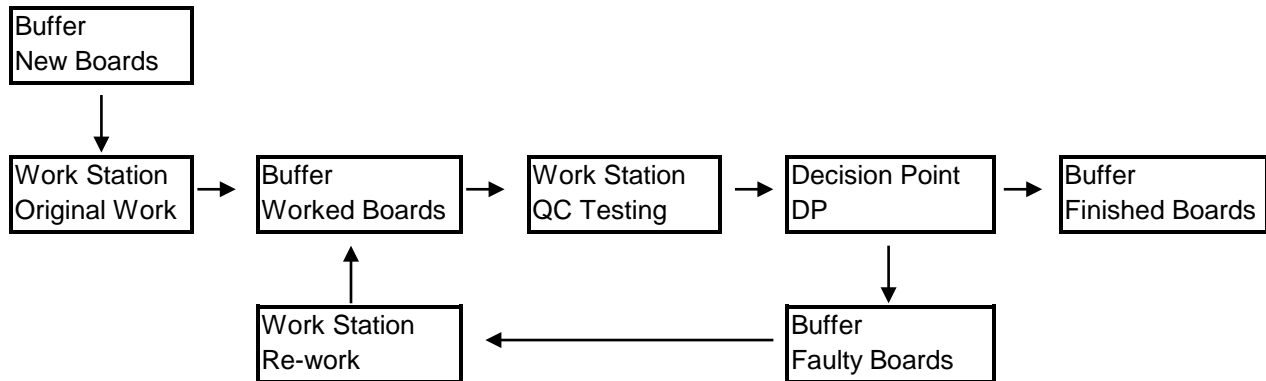 Buffer
New Boards
Work Station
Original Work
Buffer
Worked Boards
Work Station
QC Testing
Decision Point
DP
Buffer
Finished Boards
Work Station
Re-work
Buffer
Faulty Boards